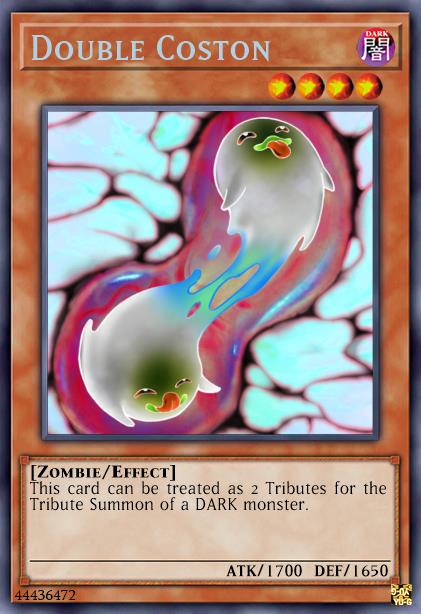 Double Coston
DARK
闇
[Zombie/Effect]
This card can be treated as 2 Tributes for the
Tribute Summon of a DARK monster.
ATK/1700 DEF/1650
44436472